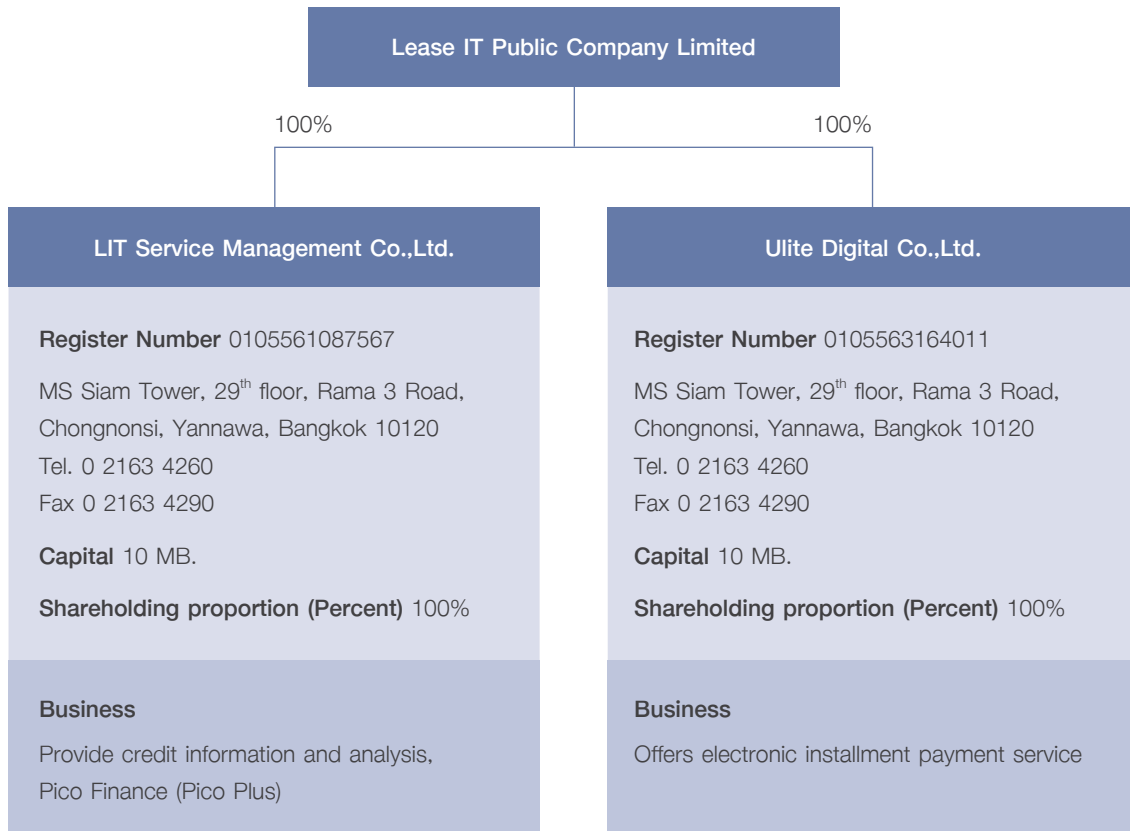 Lease IT Public Company Limited
100%
100%
LIT Service Management Co.,Ltd.
Register Number 0105561087567
MS Siam Tower, 29th floor, Rama 3 Road,
Chongnonsi, Yannawa, Bangkok 10120
Tel. 0 2163 4260
Fax 0 2163 4290
Capital 10 MB.
Shareholding proportion (Percent) 100%
Business
Provide credit information and analysis,
Pico Finance (Pico Plus)
Ulite Digital Co.,Ltd.
Register Number 0105563164011
MS Siam Tower, 29th floor, Rama 3 Road,
Chongnonsi, Yannawa, Bangkok 10120
Tel. 0 2163 4260
Fax 0 2163 4290
Capital 10 MB.
Shareholding proportion (Percent) 100%
Business
Offers electronic installment payment service